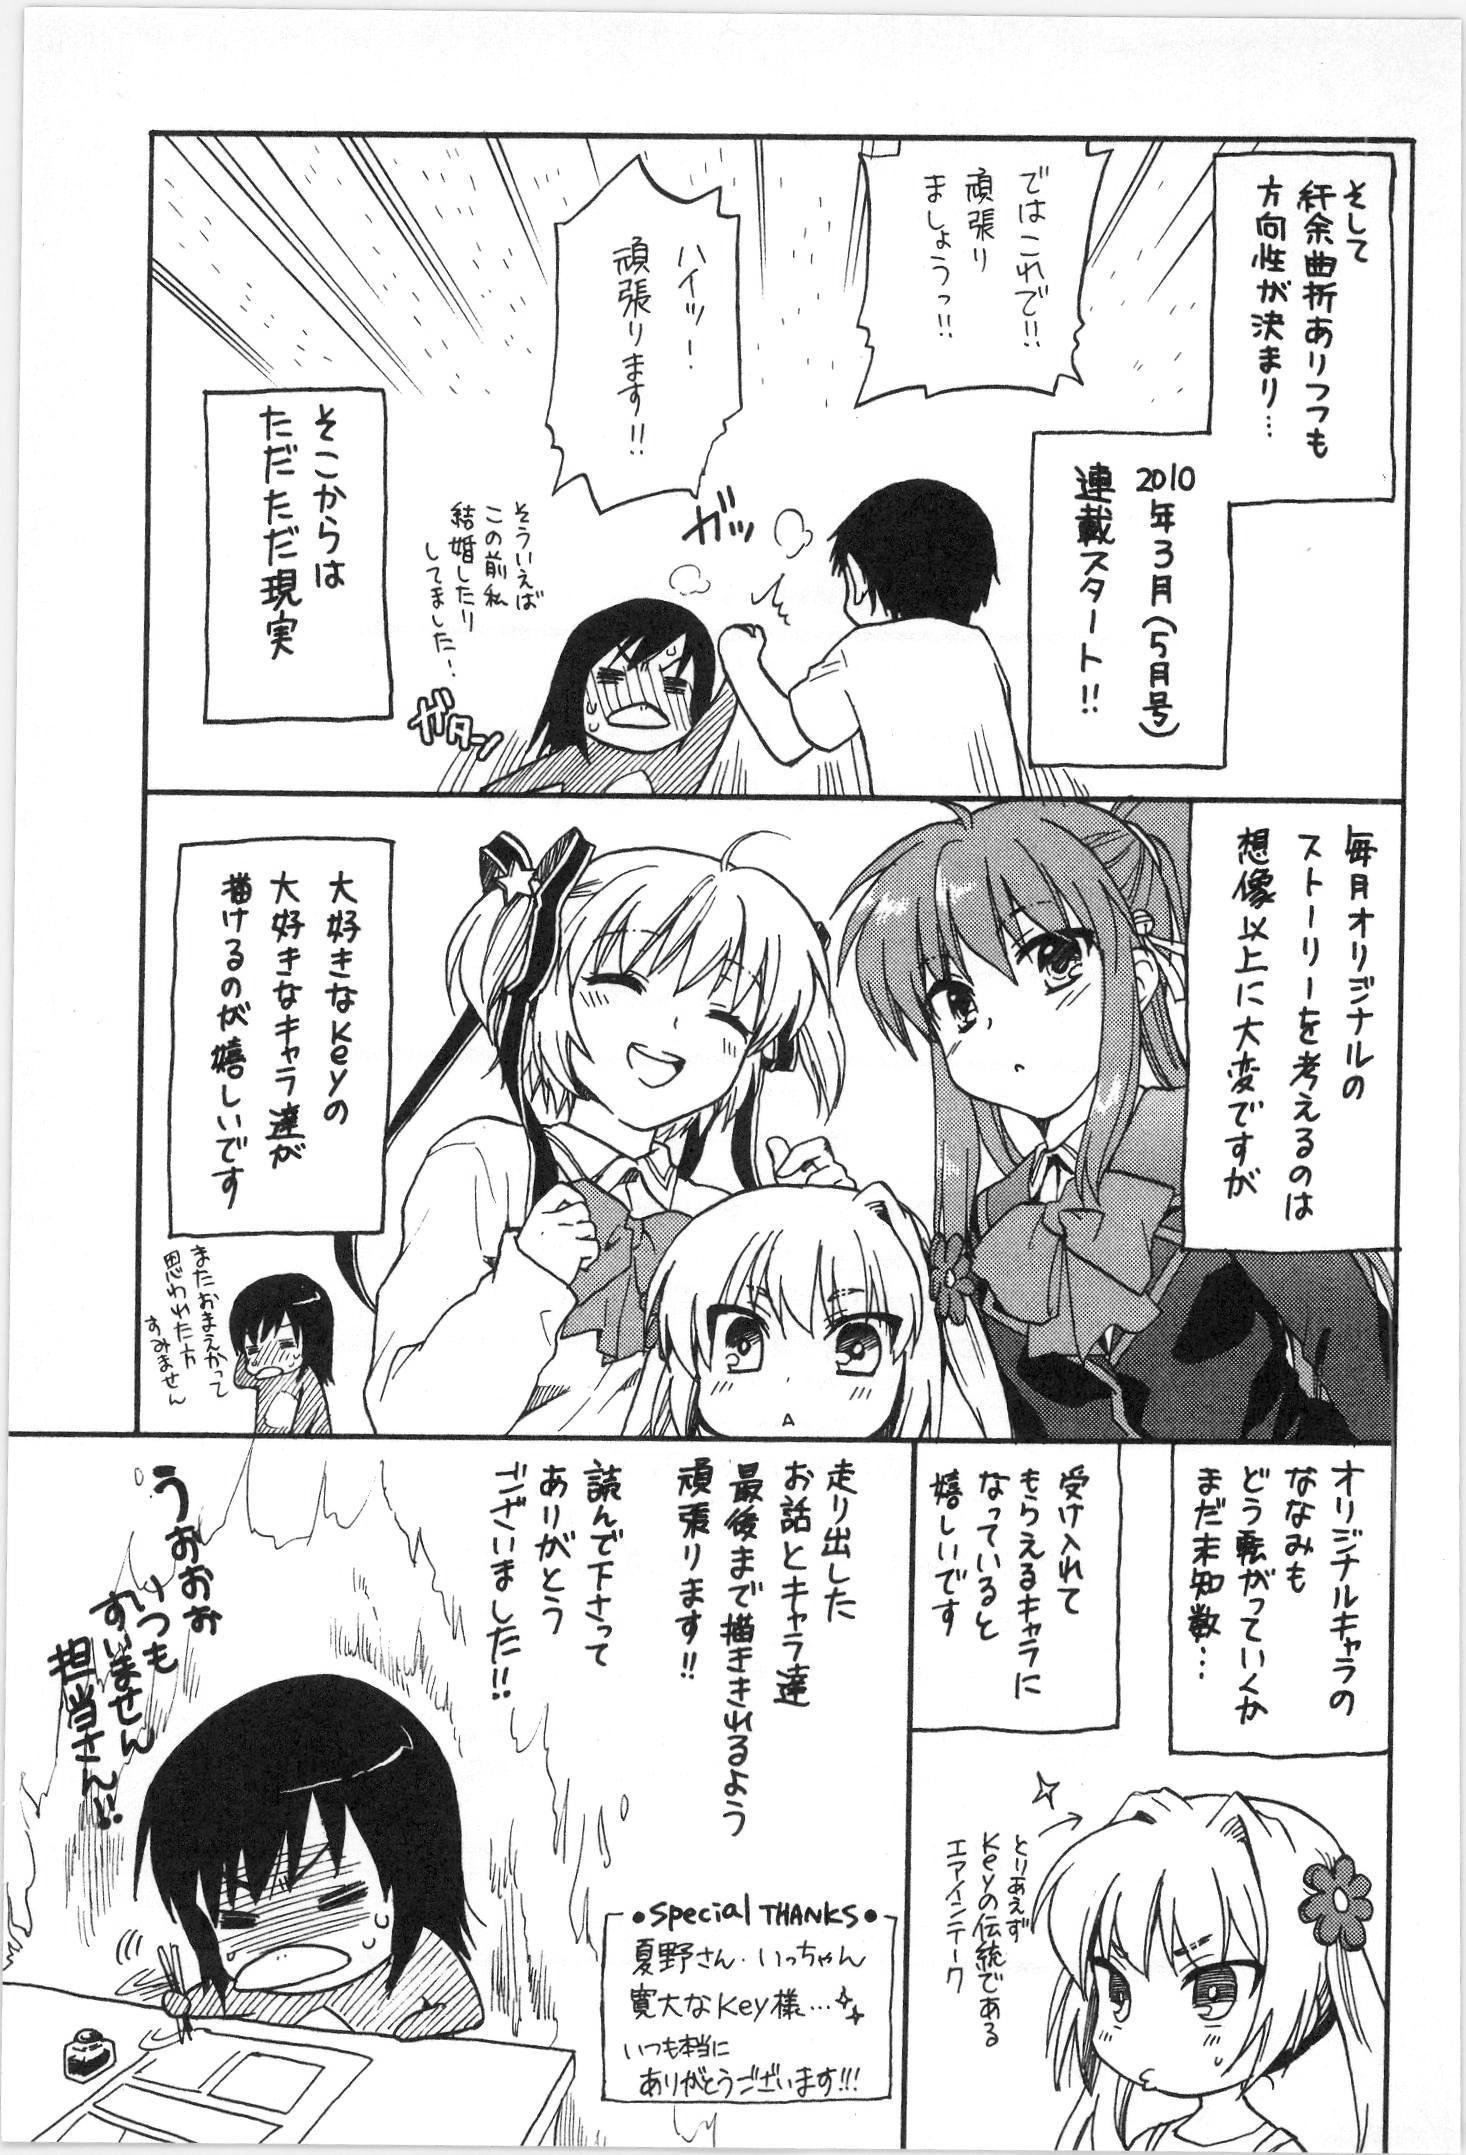 そして
紆余曲折ありつつも
方向性が決まり…
2010年3月(5月号)
連載スタート!!
ではこれで!!
頑張り
ましょうっ!!
ハイッ!
頑張ります!!
ガッ
そういえば
この前私
結婚したり
してました!
ガターン
そこからは
ただただ現実
毎月オリジナルの
ストーリーを考えるのは
想像以上に大変ですが
大好きなKeyの
大好きなキャラ達が
描けるのが嬉しいです
またおまえかって
思われた方
すみません
オリジナルキャラの
ななみも
どう転がっていくか
まだ未知数…
受け入れて
もらえるキャラに
なっていると
嬉しいです
とりあえず
Keyの伝統である
エアインテーク
走り出した
お話とキャラ達
最後まで描ききれるよう
頑張ります!!
読んで下さって
ありがとう
ございました!!
うおおぉ
いつも
すいません
担当さん!!
•Special THANKS•
夏野さん・いっちゃん
寛大なKey様…
いつも本当に
ありがとうございます!!!